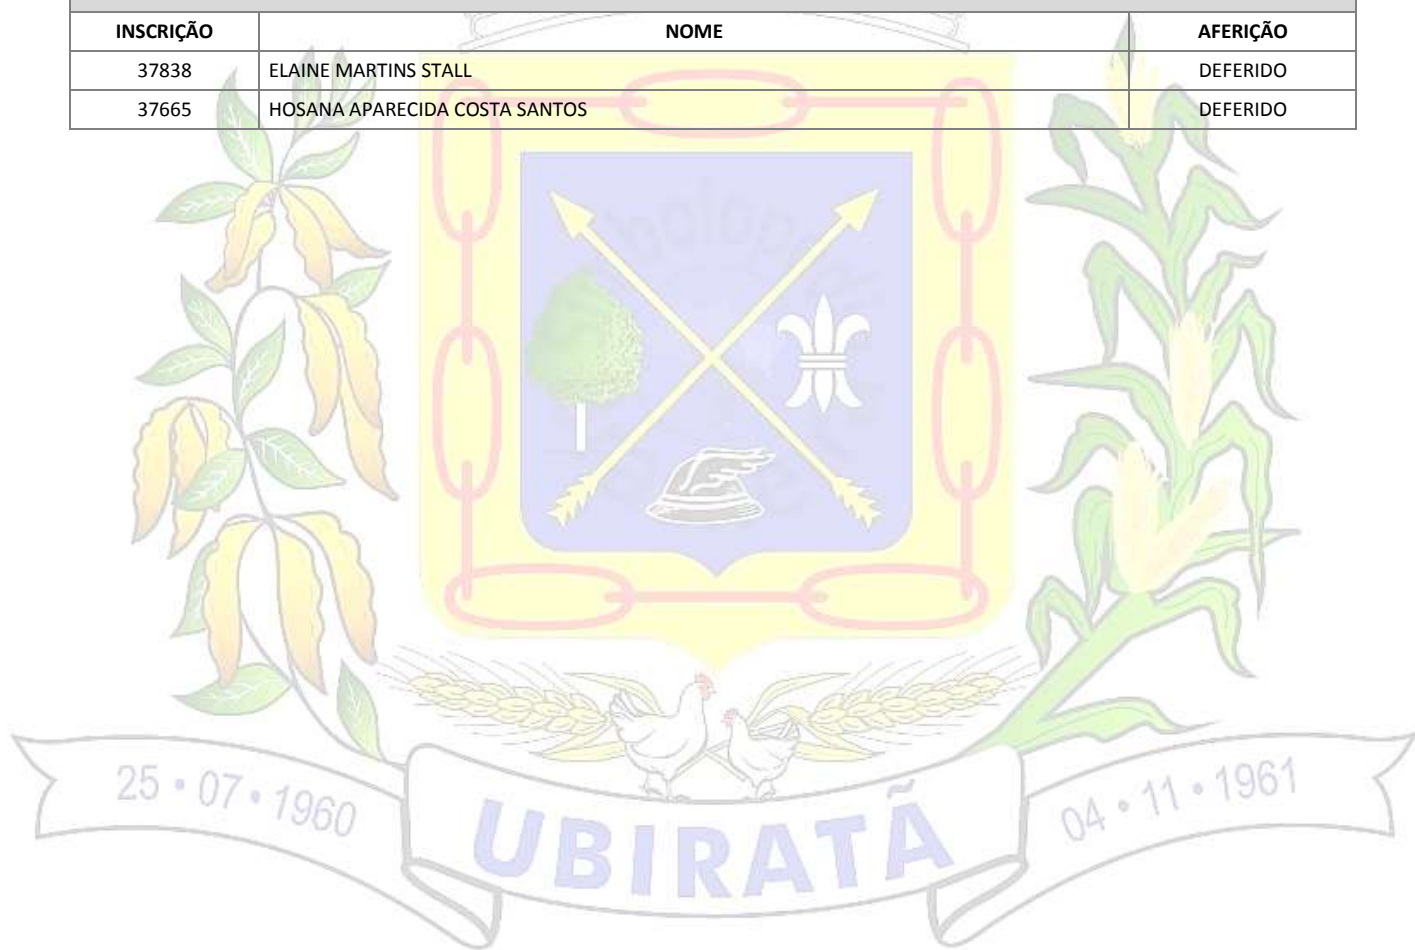 INSCRIÇÃO NOME AFERIÇÃO
37838 ELAINE MARTINS STALL DEFERIDO
37665 HOSANA APARECIDA COSTA SANTOS DEFERIDO
25 • 07 • 1960
UBIRATÃ
04 • 11 • 1961